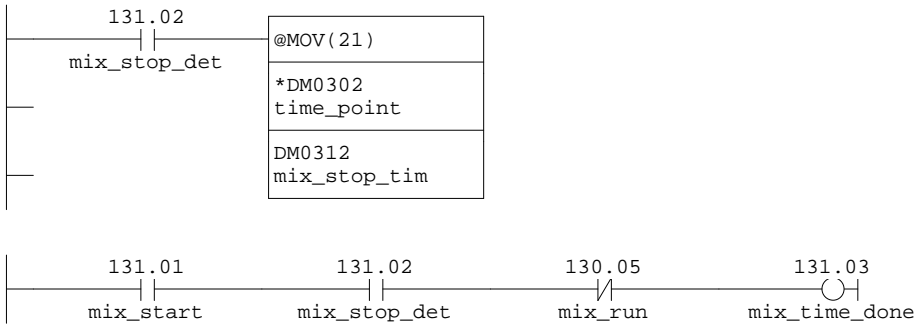 131.02
mix_stop_det
@MOV(21)
*DM0302
time_point
DM0312
mix_stop_tim
131.01 131.02 130.05 131.03
mix_start mix_stop_det mix_run mix_time_done